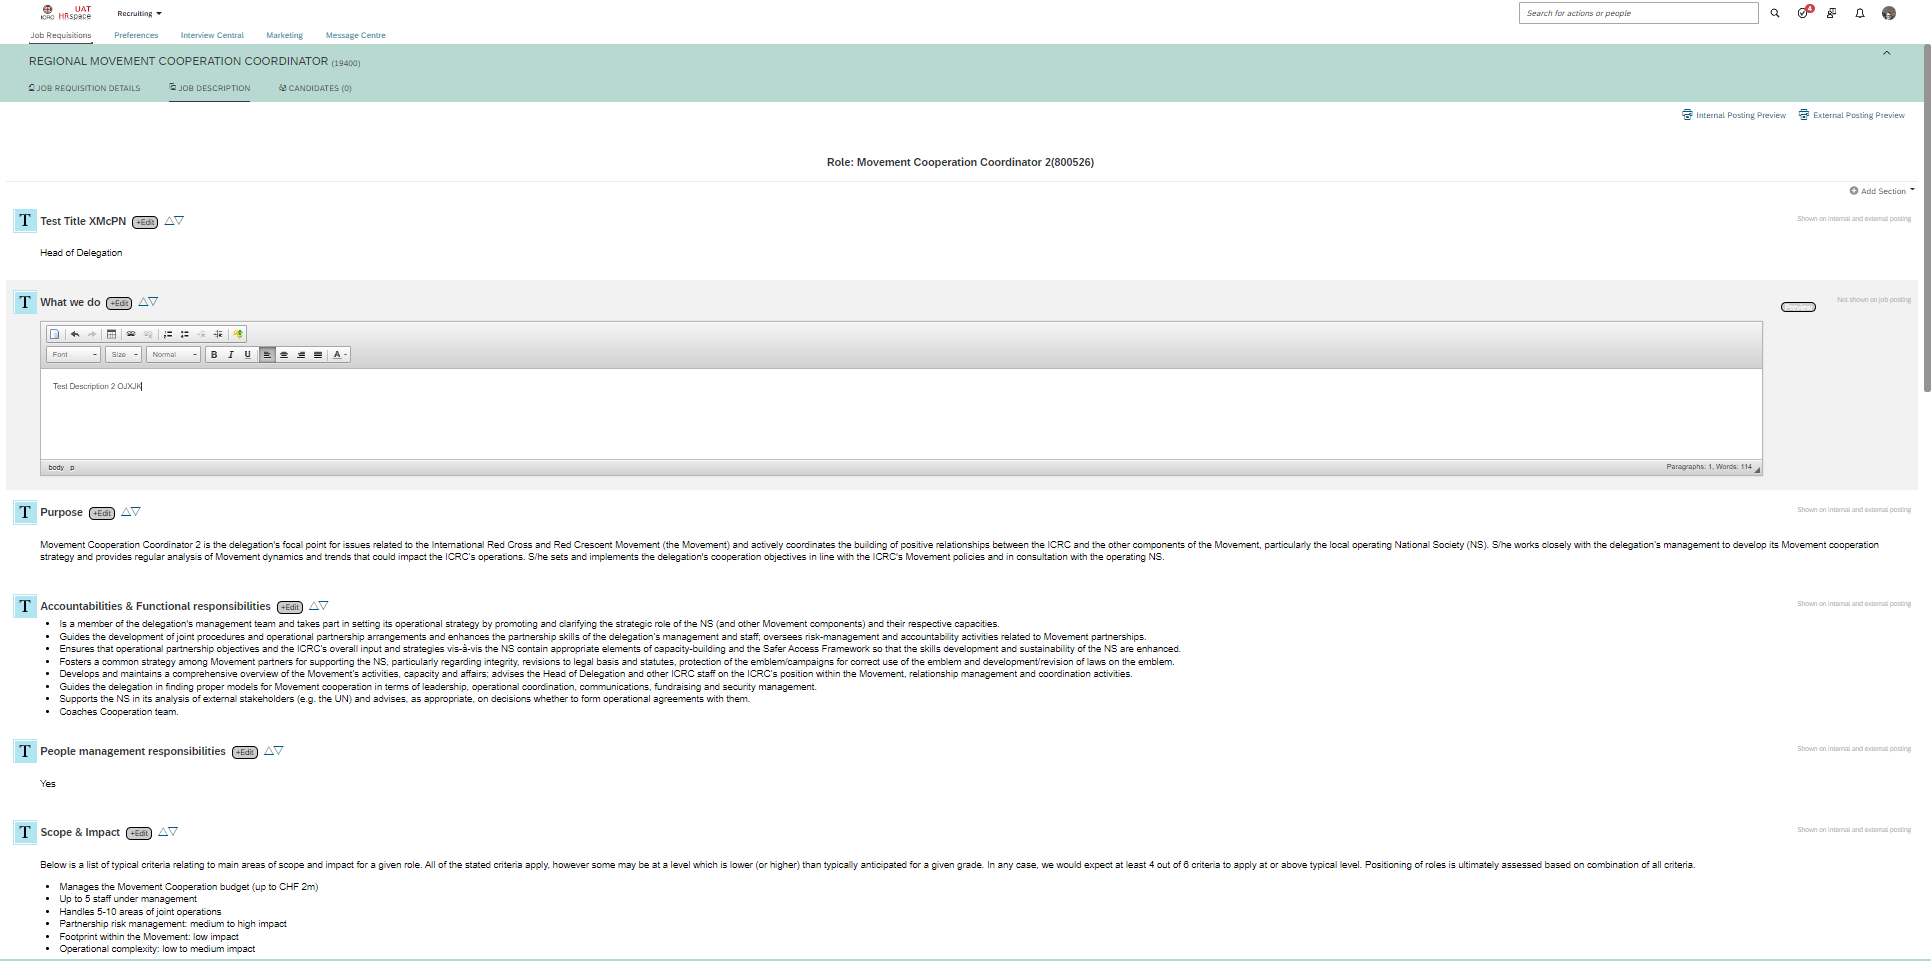 ICRC UAT HRspace
Recruiting
Search for actions or people
4
Job Requisitions Preferences Interview Central Marketing Message Centre
REGIONAL MOVEMENT COOPERATION COORDINATOR (19400)
JOB REQUISITION DETAILS JOB DESCRIPTION CANDIDATES (0)
Internal Posting Preview External Posting Preview
Role: Movement Cooperation Coordinator 2(800526)
Add Section
T Test Title XMcPN +Edit
Shown on internal and external posting
Head of Delegation
T What we do +Edit
Not shown on job posting
Font Size Normal B I U A
Test Description 2 OJXJK
body p
Paragraphs: 1, Words: 114
T Purpose +Edit
Shown on internal and external posting
Movement Cooperation Coordinator 2 is the delegation's focal point for issues related to the International Red Cross and Red Crescent Movement (the Movement) and actively coordinates the building of positive relationships between the ICRC and the other components of the Movement, particularly the local operating National Society (NS). S/he works closely with the delegation's management to develop its Movement cooperation
strategy and provides regular analysis of Movement dynamics and trends that could impact the ICRC's operations. S/he sets and implements the delegation's cooperation objectives in line with the ICRC's Movement policies and in consultation with the operating NS.
T Accountabilities & Functional responsibilities +Edit
Shown on internal and external posting
• Is a member of the delegation's management team and takes part in setting its operational strategy by promoting and clarifying the strategic role of the NS (and other Movement components) and their respective capacities.
• Guides the development of joint procedures and operational partnership arrangements and enhances the partnership skills of the delegation's management and staff; oversees risk-management and accountability activities related to Movement partnerships.
• Ensures that operational partnership objectives and the ICRC's overall input and strategies vis-à-vis the NS contain appropriate elements of capacity-building and the Safer Access Framework so that the skills development and sustainability of the NS are enhanced.
• Fosters a common strategy among Movement partners for supporting the NS, particularly regarding integrity, revisions to legal basis and statutes, protection of the emblem/campaigns for correct use of the emblem and development/revision of laws on the emblem.
• Develops and maintains a comprehensive overview of the Movement's activities, capacity and affairs; advises the Head of Delegation and other ICRC staff on the ICRC's position within the Movement, relationship management and coordination activities.
• Guides the delegation in finding proper models for Movement cooperation in terms of leadership, operational coordination, communications, fundraising and security management.
• Supports the NS in its analysis of external stakeholders (e.g. the UN) and advises, as appropriate, on decisions whether to form operational agreements with them.
• Coaches Cooperation team.
T People management responsibilities +Edit
Shown on internal and external posting
Yes
T Scope & Impact +Edit
Shown on internal and external posting
Below is a list of typical criteria relating to main areas of scope and impact for a given role. All of the stated criteria apply, however some may be at a level which is lower (or higher) than typically anticipated for a given grade. In any case, we would expect at least 4 out of 6 criteria to apply at or above typical level. Positioning of roles is ultimately assessed based on combination of all criteria.
• Manages the Movement Cooperation budget (up to CHF 2m)
• Up to 5 staff under management
• Handles 5-10 areas of joint operations
• Partnership risk management: medium to high impact
• Footprint within the Movement: low impact
• Operational complexity: low to medium impact